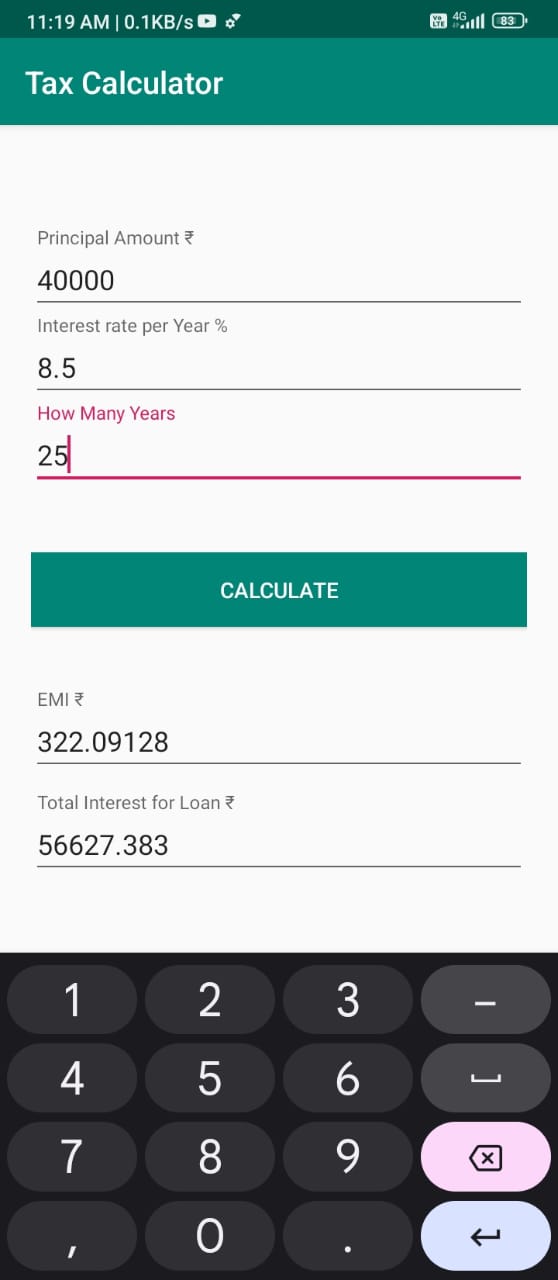 11:19 AM | 0.1KB/s
Vo LTE 4G 83
Tax Calculator
Principal Amount ₹
40000
Interest rate per Year %
8.5
How Many Years
25
CALCULATE
EMI ₹
322.09128
Total Interest for Loan ₹
56627.383
1 2 3 –
4 5 6
7 8 9
, 0 .